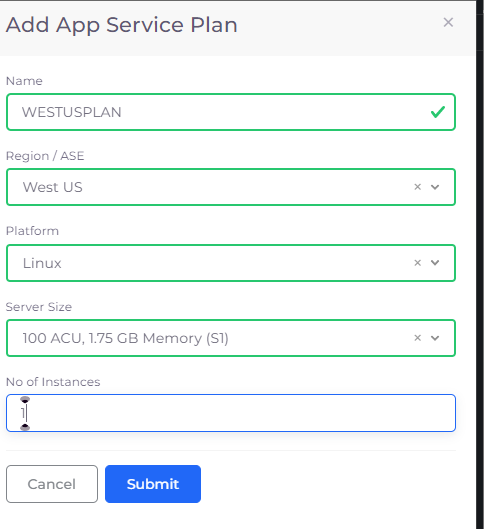 Add App Service Plan
Name
WESTUSPLAN
Region / ASE
West US
Platform
Linux
Server Size
100 ACU, 1.75 GB Memory (S1)
No of Instances
1
Cancel Submit